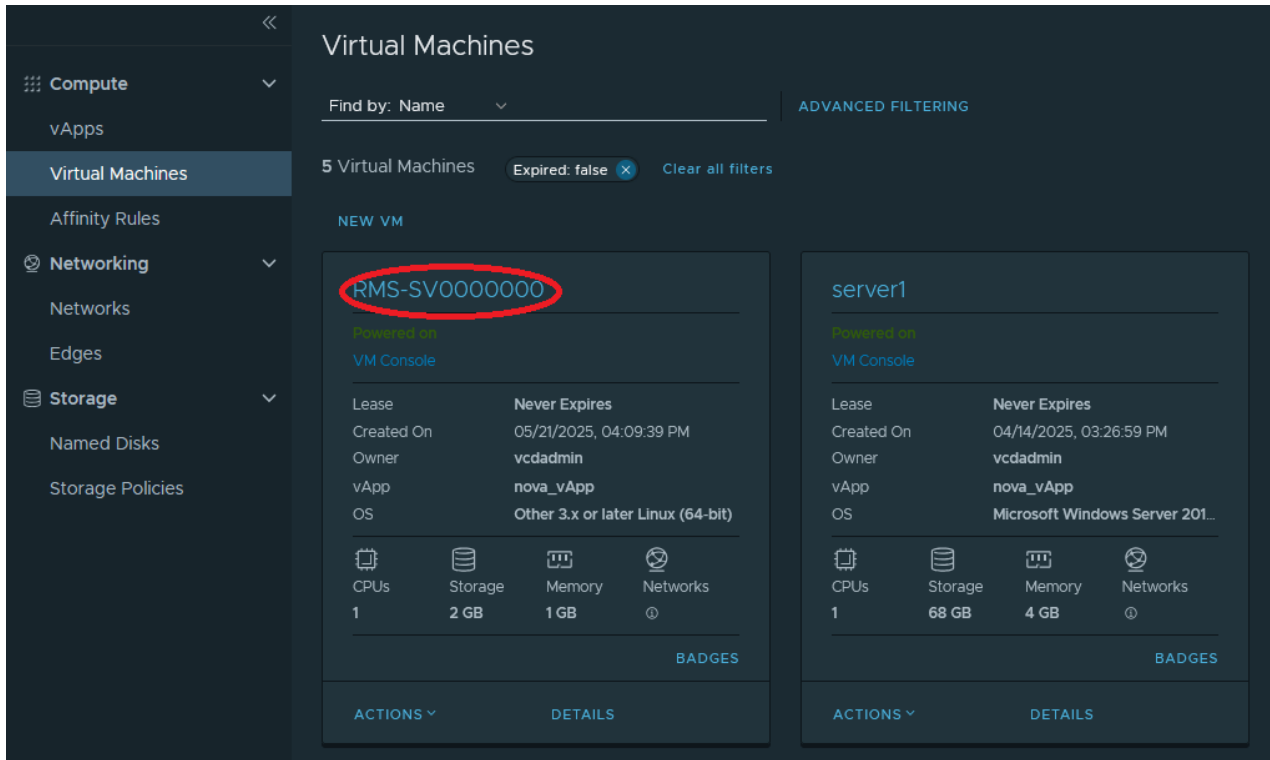 Compute
vApps
Virtual Machines
Affinity Rules
Networking
Networks
Edges
Storage
Named Disks
Storage Policies
Virtual Machines
Find by: Name
ADVANCED FILTERING
5 Virtual Machines Expired: false Clear all filters
NEW VM
RMS-SV0000000
Powered on
VM Console
Lease Never Expires
Created On 05/21/2025, 04:09:39 PM
Owner vcdadmin
vApp nova_vApp
OS Other 3.x or later Linux (64-bit)
CPUs Storage Memory Networks
1 2 GB 1 GB
BADGES
ACTIONS DETAILS
server1
Powered on
VM Console
Lease Never Expires
Created On 04/14/2025, 03:26:59 PM
Owner vcdadmin
vApp nova_vApp
OS Microsoft Windows Server 201...
CPUs Storage Memory Networks
1 68 GB 4 GB
BADGES
ACTIONS DETAILS